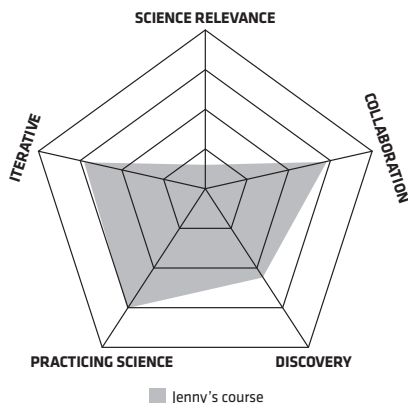 SCIENCE RELEVANCE
COLLABORATION
ITERATIVE
PRACTICING SCIENCE
DISCOVERY
Jenny's course